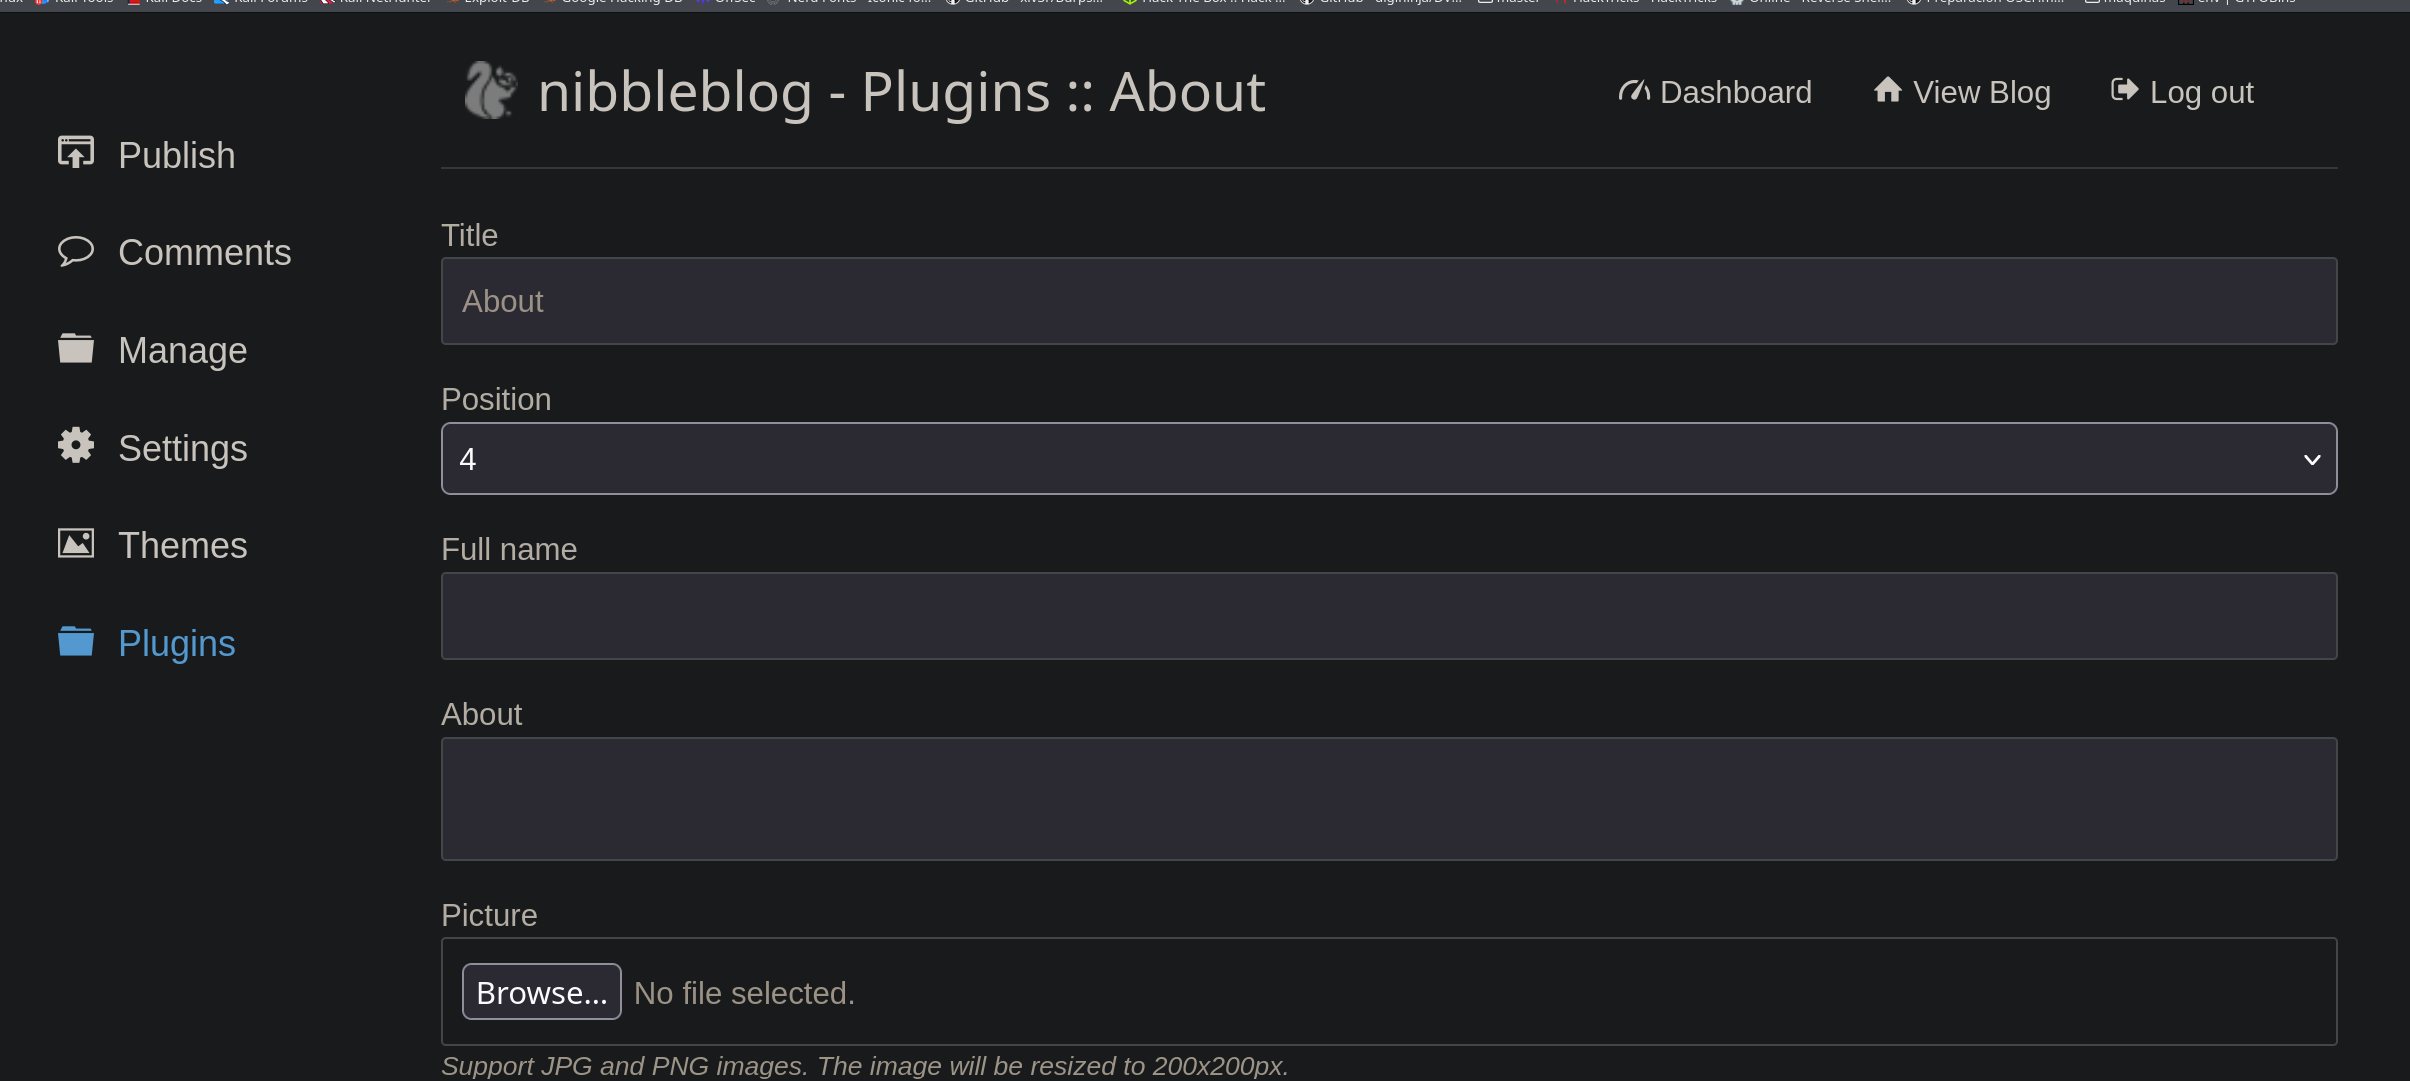 nibbleblog - Plugins :: About
Dashboard
View Blog
Log out
Publish
Comments
Manage
Settings
Themes
Plugins
Title
About
Position
4
Full name
About
Picture
Browse...
No file selected.
Support JPG and PNG images. The image will be resized to 200x200px.